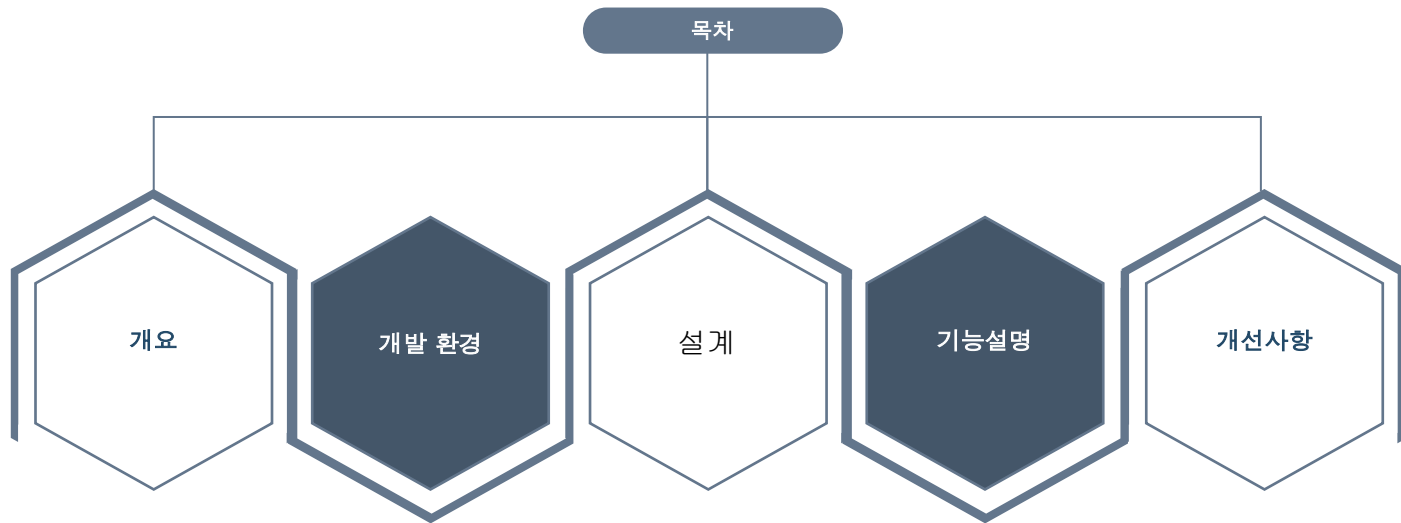 목차
개요
개발 환경
설계
기능설명
개선사항